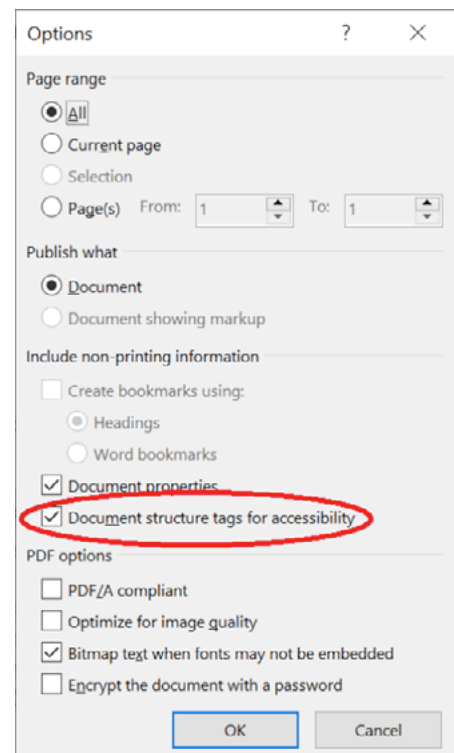 Options ? ×
Page range
All
Current page
Selection
Page(s) From: 1 To: 1
Publish what
Document
Document showing markup
Include non-printing information
Create bookmarks using:
Headings
Word bookmarks
Document properties
Document structure tags for accessibility
PDF options
PDF/A compliant
Optimize for image quality
Bitmap text when fonts may not be embedded
Encrypt the document with a password
OK Cancel